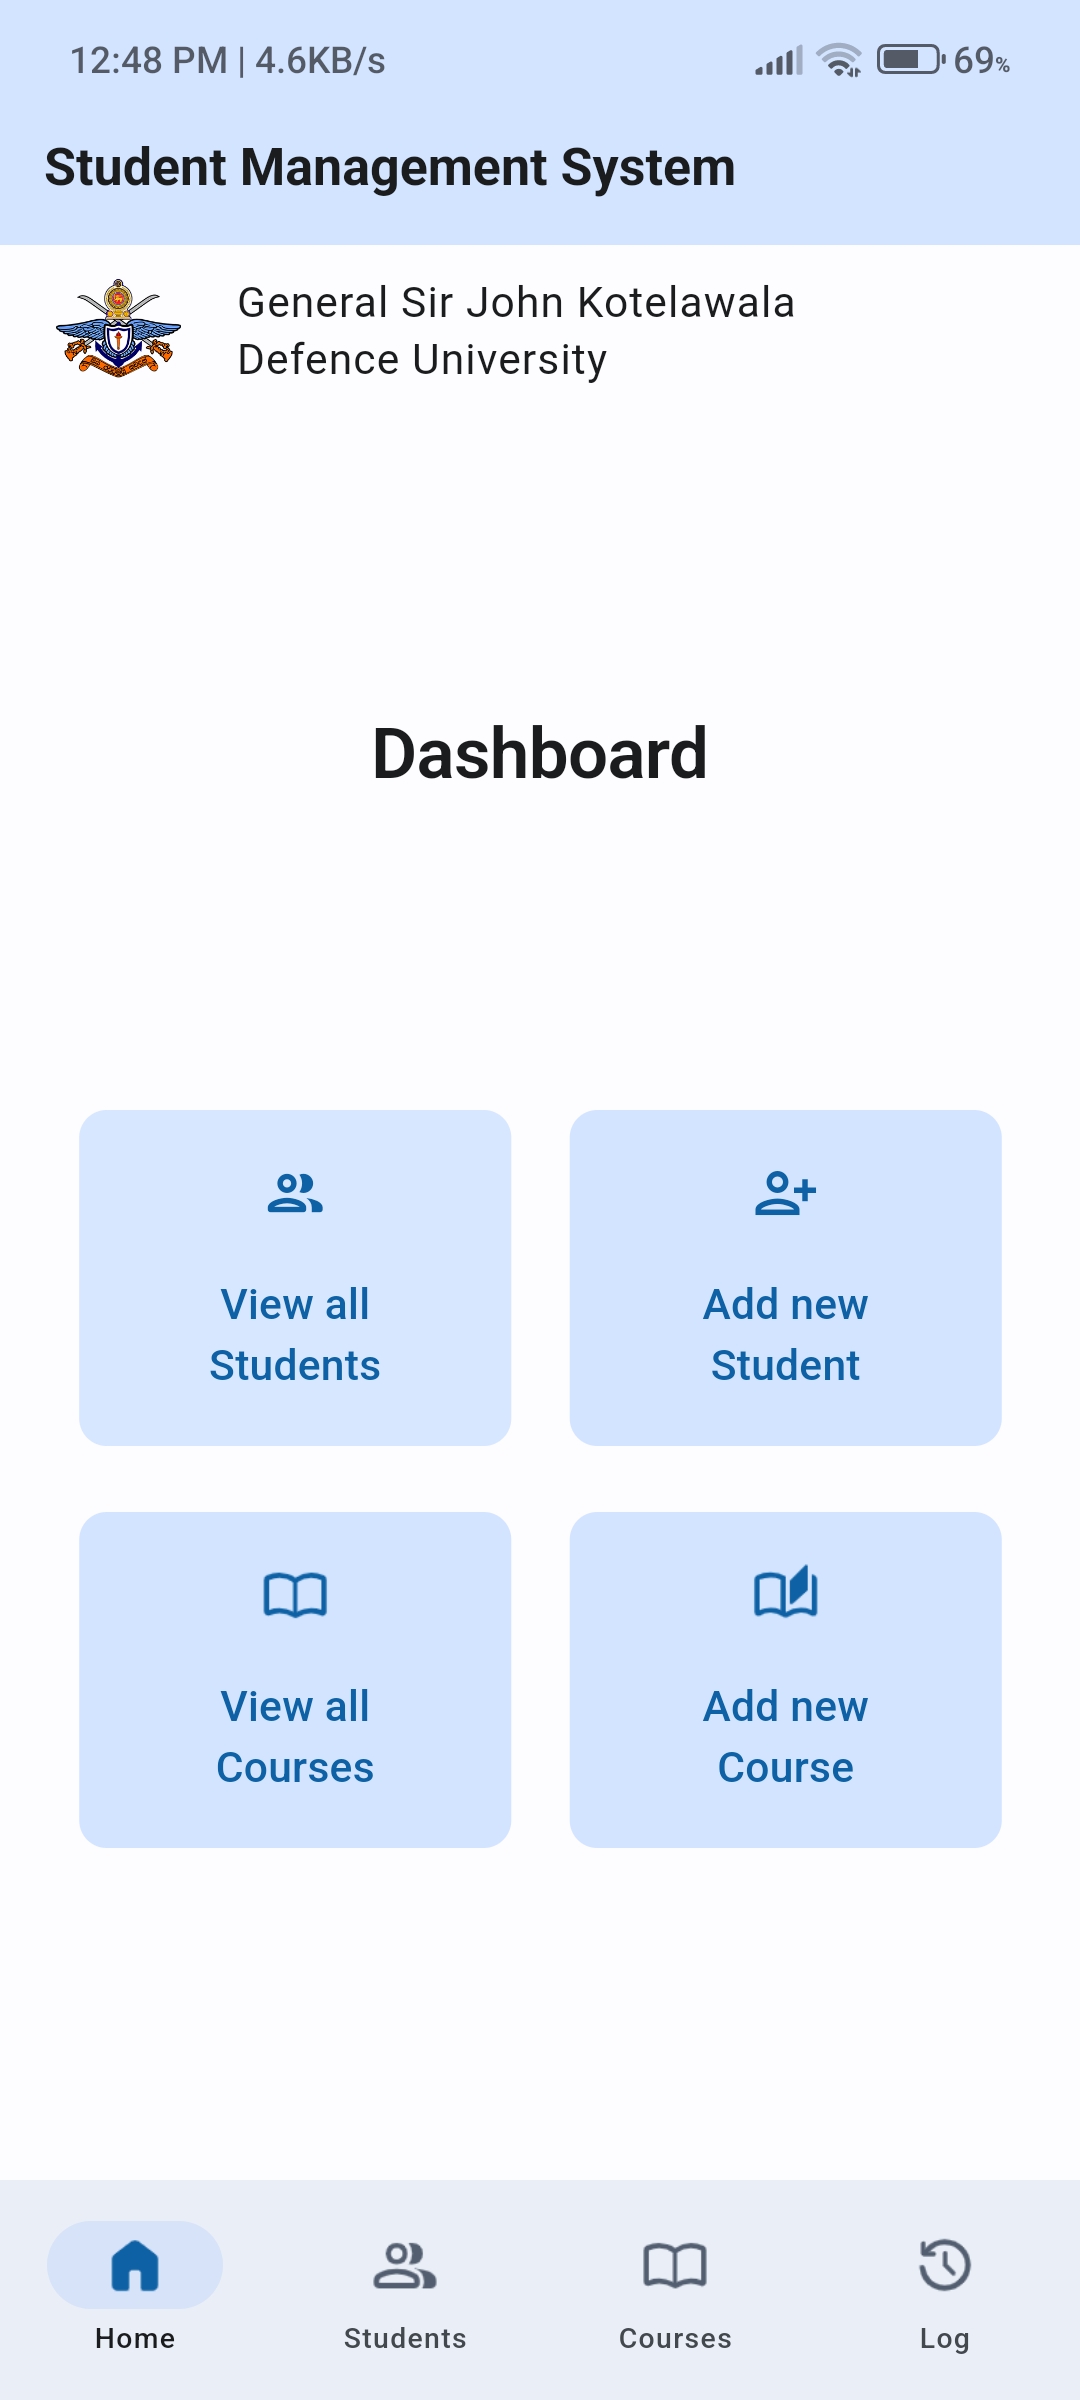 12:48 PM | 4.6KB/s 69%
Student Management System
General Sir John Kotelawala
Defence University
Dashboard
View all
Students
Add new
Student
View all
Courses
Add new
Course
Home Students Courses Log